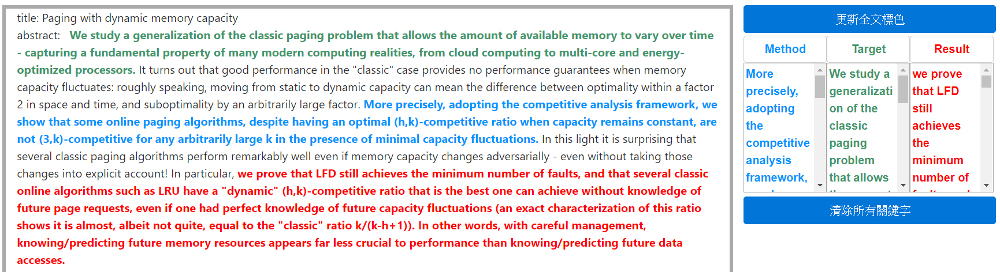 title: Paging with dynamic memory capacity
abstract: We study a generalization of the classic paging problem that allows the amount of available memory to vary over time
- capturing a fundamental property of many modern computing realities, from cloud computing to multi-core and energy-
optimized processors. It turns out that good performance in the "classic" case provides no performance guarantees when memory
capacity fluctuates: roughly speaking, moving from static to dynamic capacity can mean the difference between optimality within a factor
2 in space and time, and suboptimality by an arbitrarily large factor. More precisely, adopting the competitive analysis framework, we
show that some online paging algorithms, despite having an optimal (h,k)-competitive ratio when capacity remains constant, are
not (3,k)-competitive for any arbitrarily large k in the presence of minimal capacity fluctuations. In this light it is surprising that
several classic paging algorithms perform remarkably well even if memory capacity changes adversarially - even without taking those
changes into explicit account! In particular, we prove that LFD still achieves the minimum number of faults, and that several classic
online algorithms such as LRU have a "dynamic" (h,k)-competitive ratio that is the best one can achieve without knowledge of
future page requests, even if one had perfect knowledge of future capacity fluctuations (an exact characterization of this ratio
shows it is almost, albeit not quite, equal to the "classic" ratio k/(k-h+1)). In other words, with careful management,
knowing/predicting future memory resources appears far less crucial to performance than knowing/predicting future data
accesses.
更新全文標色
Method
Target
Result
More
precisely,
adopting
the
competitive
analysis
framework,
We study a
generalizati
on of the
classic
paging
problem
that allows
we prove
that LFD
still
achieves
the
minimum
number of
清除所有關鍵字